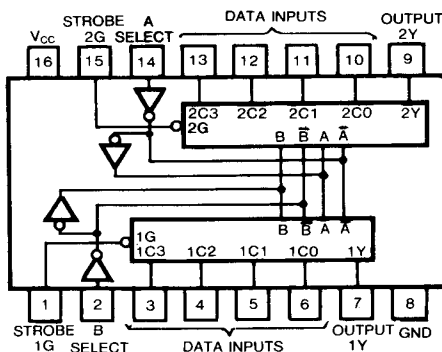 STROBE A DATA INPUTS OUTPUT
VCC 2G SELECT 2Y
16 15 14 13 12 11 10 9
2C3 2C2 2C1 2C0 2Y
2G B B̅ A A̅
B B̅ A A̅
1G
1C3 1C2 1C1 1C0 1Y
1 2 3 4 5 6 7 8
STROBE B DATA INPUTS OUTPUT GND
1G SELECT 1Y